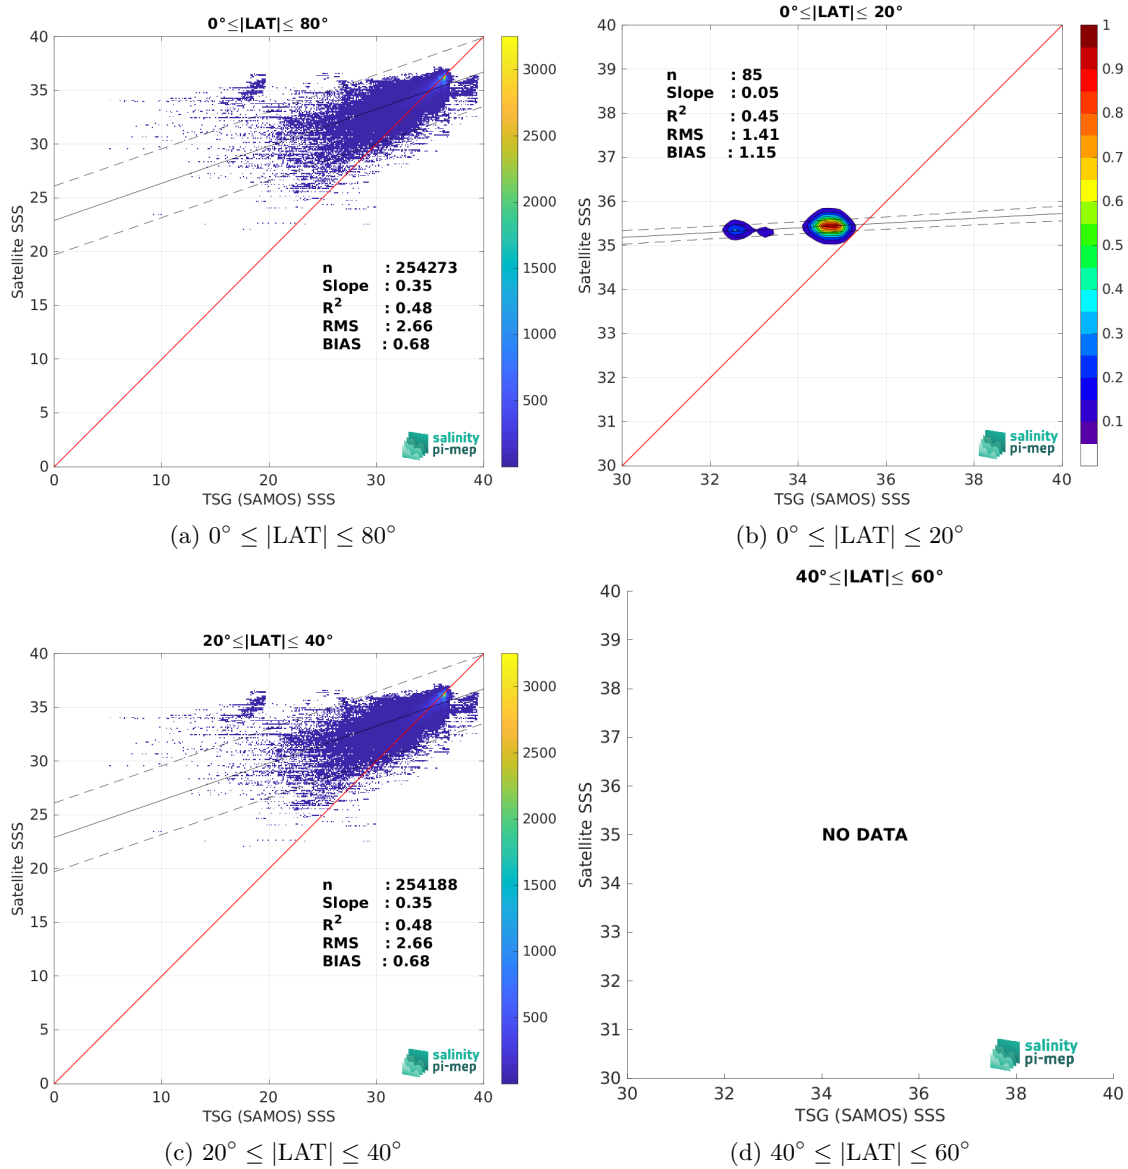 0°≤|LAT|≤ 80°
40
35
30
25
20
15
10
5
0
Satellite SSS
n : 254273
Slope : 0.35
R² : 0.48
RMS : 2.66
BIAS : 0.68
salinity
pi-mep
0 10 20 30 40
TSG (SAMOS) SSS
3000
2500
2000
1500
1000
500
(a) 0° ≤ |LAT| ≤ 80°
0°≤|LAT|≤ 20°
40
39
38
37
36
35
34
33
32
31
30
Satellite SSS
n : 85
Slope : 0.05
R² : 0.45
RMS : 1.41
BIAS : 1.15
salinity
pi-mep
30 32 34 36 38 40
TSG (SAMOS) SSS
1
0.9
0.8
0.7
0.6
0.5
0.4
0.3
0.2
0.1
(b) 0° ≤ |LAT| ≤ 20°
20°≤|LAT|≤ 40°
40
35
30
25
20
15
10
5
0
Satellite SSS
n : 254188
Slope : 0.35
R² : 0.48
RMS : 2.66
BIAS : 0.68
salinity
pi-mep
0 10 20 30 40
TSG (SAMOS) SSS
3000
2500
2000
1500
1000
500
(c) 20° ≤ |LAT| ≤ 40°
40°≤|LAT|≤ 60°
40
39
38
37
36
35
34
33
32
31
30
Satellite SSS
NO DATA
salinity
pi-mep
30 32 34 36 38 40
TSG (SAMOS) SSS
(d) 40° ≤ |LAT| ≤ 60°